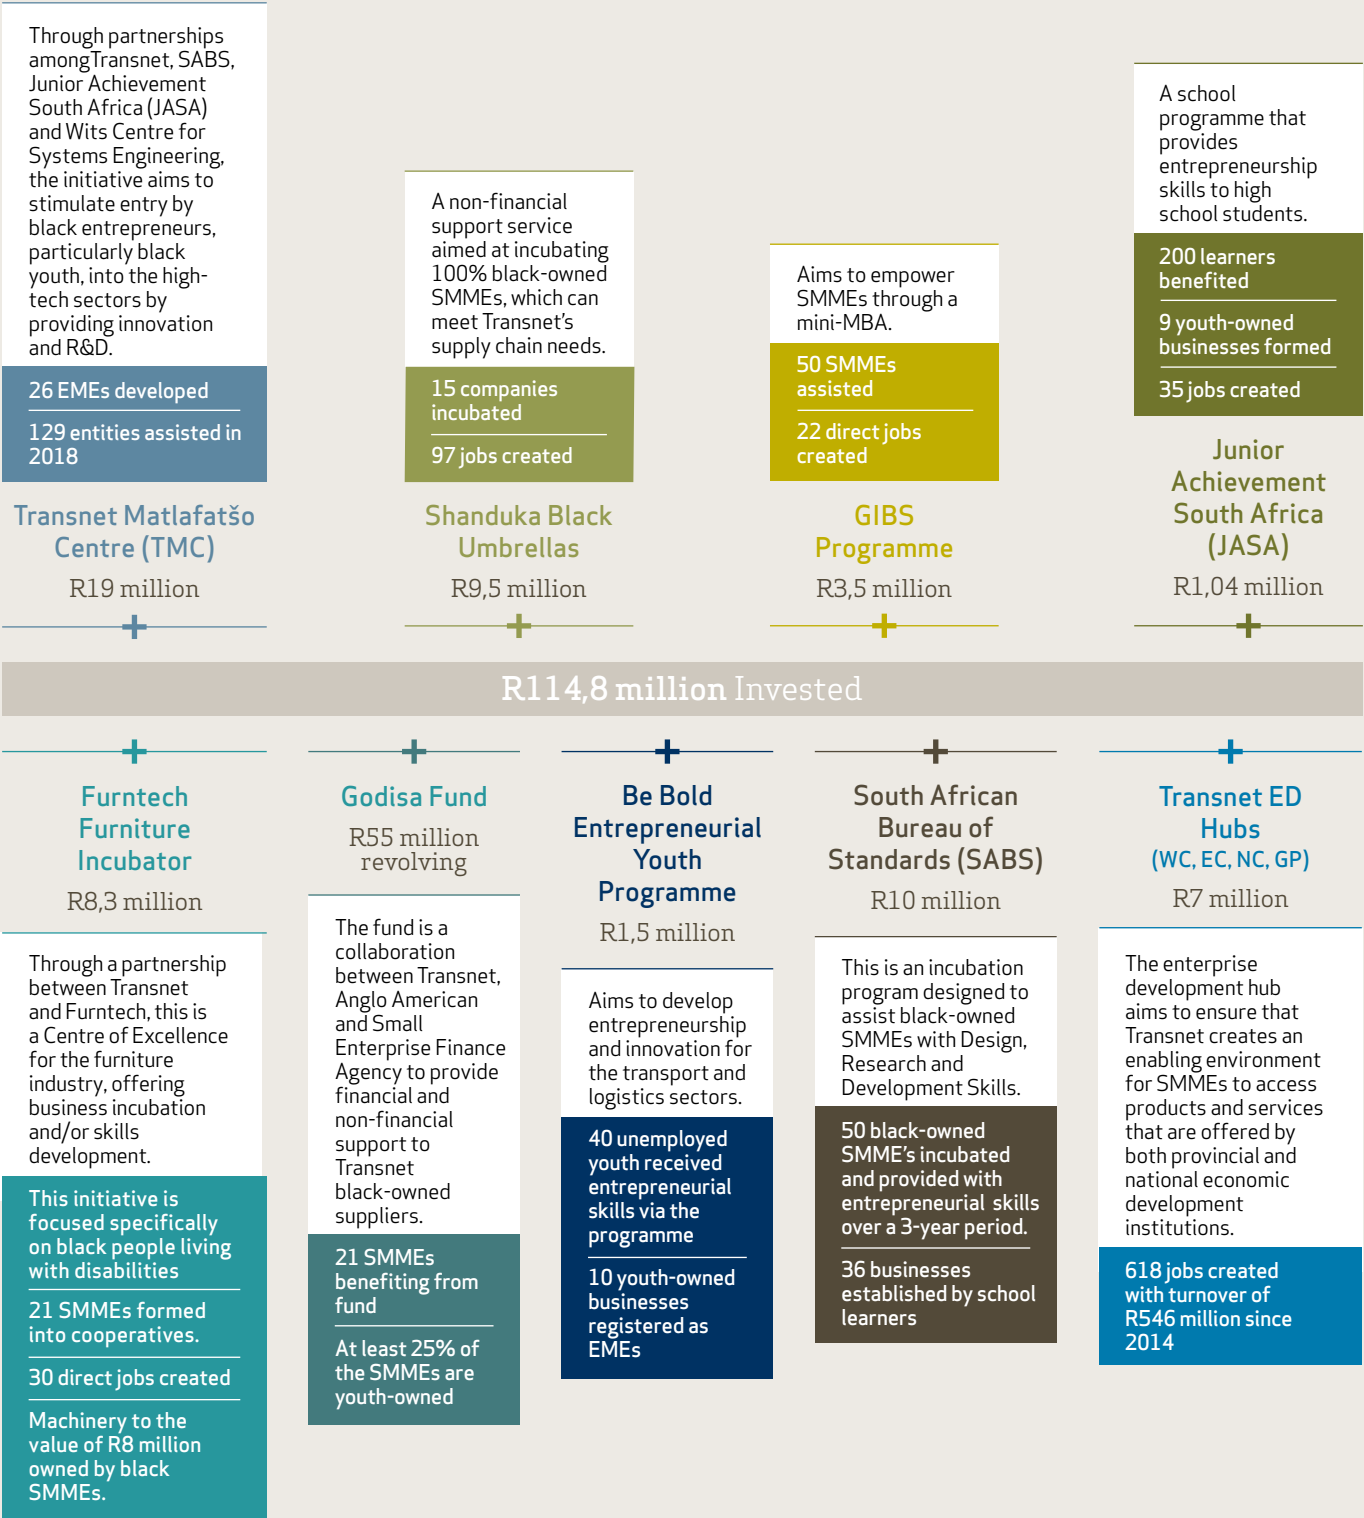 Through partnerships
amongTransnet, SABS,
Junior Achievement
South Africa (JASA)
and Wits Centre for
Systems Engineering,
the initiative aims to
stimulate entry by
black entrepreneurs,
particularly black
youth, into the high-
tech sectors by
providing innovation
and R&D.
26 EMEs developed
129 entities assisted in
2018
Transnet Matlafatšo
Centre (TMC)
R19 million
A non-financial
support service
aimed at incubating
100% black-owned
SMMEs, which can
meet Transnet's
supply chain needs.
15 companies
incubated
97 jobs created
Shanduka Black
Umbrellas
R9,5 million
Aims to empower
SMMEs through a
mini-MBA.
50 SMMEs
assisted
22 direct jobs
created
GIBS
Programme
R3,5 million
A school
programme that
provides
entrepreneurship
skills to high
school students.
200 learners
benefited
9 youth-owned
businesses formed
35 jobs created
Junior
Achievement
South Africa
(JASA)
R1,04 million
R114,8 million Invested
Furntech
Furniture
Incubator
R8,3 million
Through a partnership
between Transnet
and Furntech, this is
a Centre of Excellence
for the furniture
industry, offering
business incubation
and/or skills
development.
This initiative is
focused specifically
on black people living
with disabilities
21 SMMEs formed
into cooperatives.
30 direct jobs created
Machinery to the
value of R8 million
owned by black
SMMEs.
Godisa Fund
R55 million
revolving
The fund is a
collaboration
between Transnet,
Anglo American
and Small
Enterprise Finance
Agency to provide
financial and
non-financial
support to
Transnet
black-owned
suppliers.
21 SMMEs
benefiting from
fund
At least 25% of
the SMMEs are
youth-owned
Be Bold
Entrepreneurial
Youth
Programme
R1,5 million
Aims to develop
entrepreneurship
and innovation for
the transport and
logistics sectors.
40 unemployed
youth received
entrepreneurial
skills via the
programme
10 youth-owned
businesses
registered as
EMEs
South African
Bureau of
Standards (SABS)
R10 million
This is an incubation
program designed to
assist black-owned
SMMEs with Design,
Research and
Development Skills.
50 black-owned
SMME's incubated
and provided with
entrepreneurial skills
over a 3-year period.
36 businesses
established by school
learners
Transnet ED
Hubs
(WC, EC, NC, GP)
R7 million
The enterprise
development hub
aims to ensure that
Transnet creates an
enabling environment
for SMMEs to access
products and services
that are offered by
both provincial and
national economic
development
institutions.
618 jobs created
with turnover of
R546 million since
2014